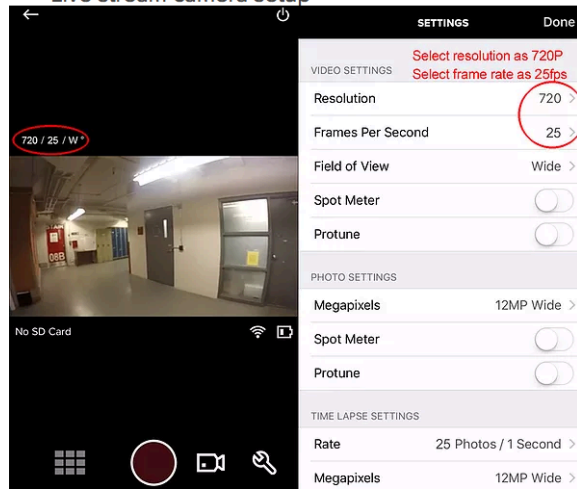 Live stream camera setup
720 / 25 / W
08B
No SD Card
SETTINGS
Done
Select resolution as 720P
VIDEO SETTINGS
Select frame rate as 25fps
Resolution
720
Frames Per Second
25
Field of View
Wide
Spot Meter
Protune
PHOTO SETTINGS
Megapixels
12MP Wide
Spot Meter
Protune
TIME LAPSE SETTINGS
Rate
25 Photos / 1 Second
Megapixels
12MP Wide